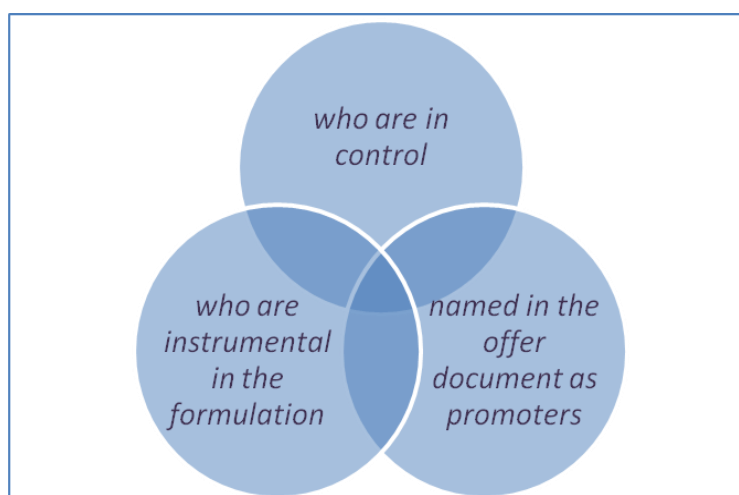 who are in
control
who are
instrumental
in the
formulation
named in the
offer
document as
promoters